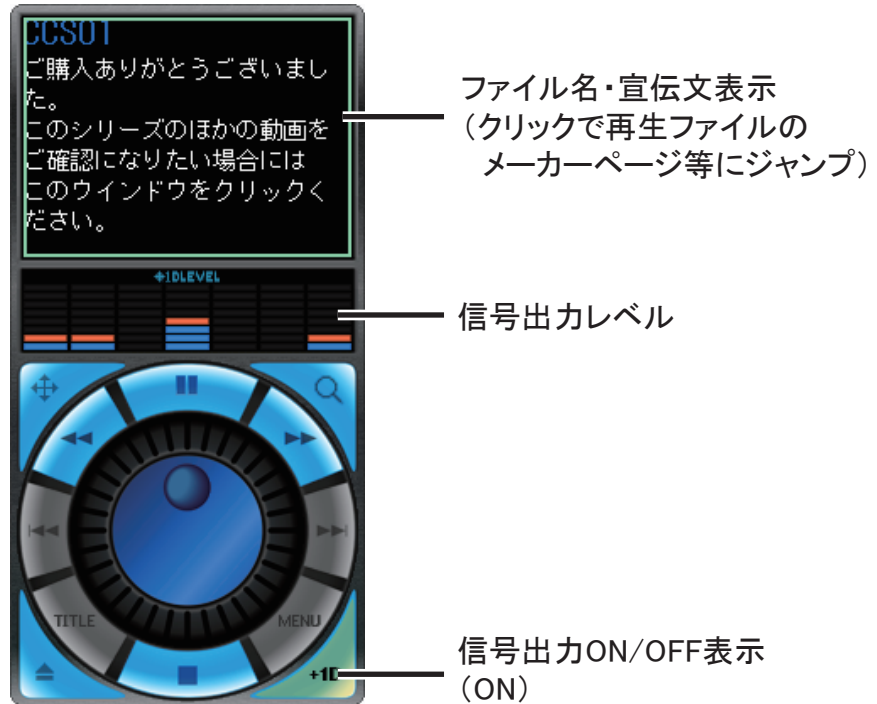 CCS01
ご購入ありがとうございまし
た。
このシリーズのほかの動画を
ご確認になりたい場合には
このウインドウをクリックく
ださい。
ファイル名・宣伝文表示
（クリックで再生ファイルの
メーカーページ等にジャンプ）
+1DLEVEL
信号出力レベル
TITLE
MENU
+1D
信号出力ON/OFF表示
（ON）